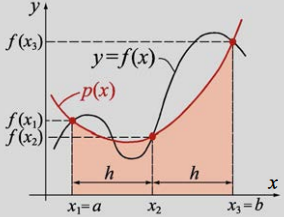 y
f(x₃)
y=f(x)
p(x)
f(x₁)
f(x₂)
h h
x
x₁=a x₂ x₃=b